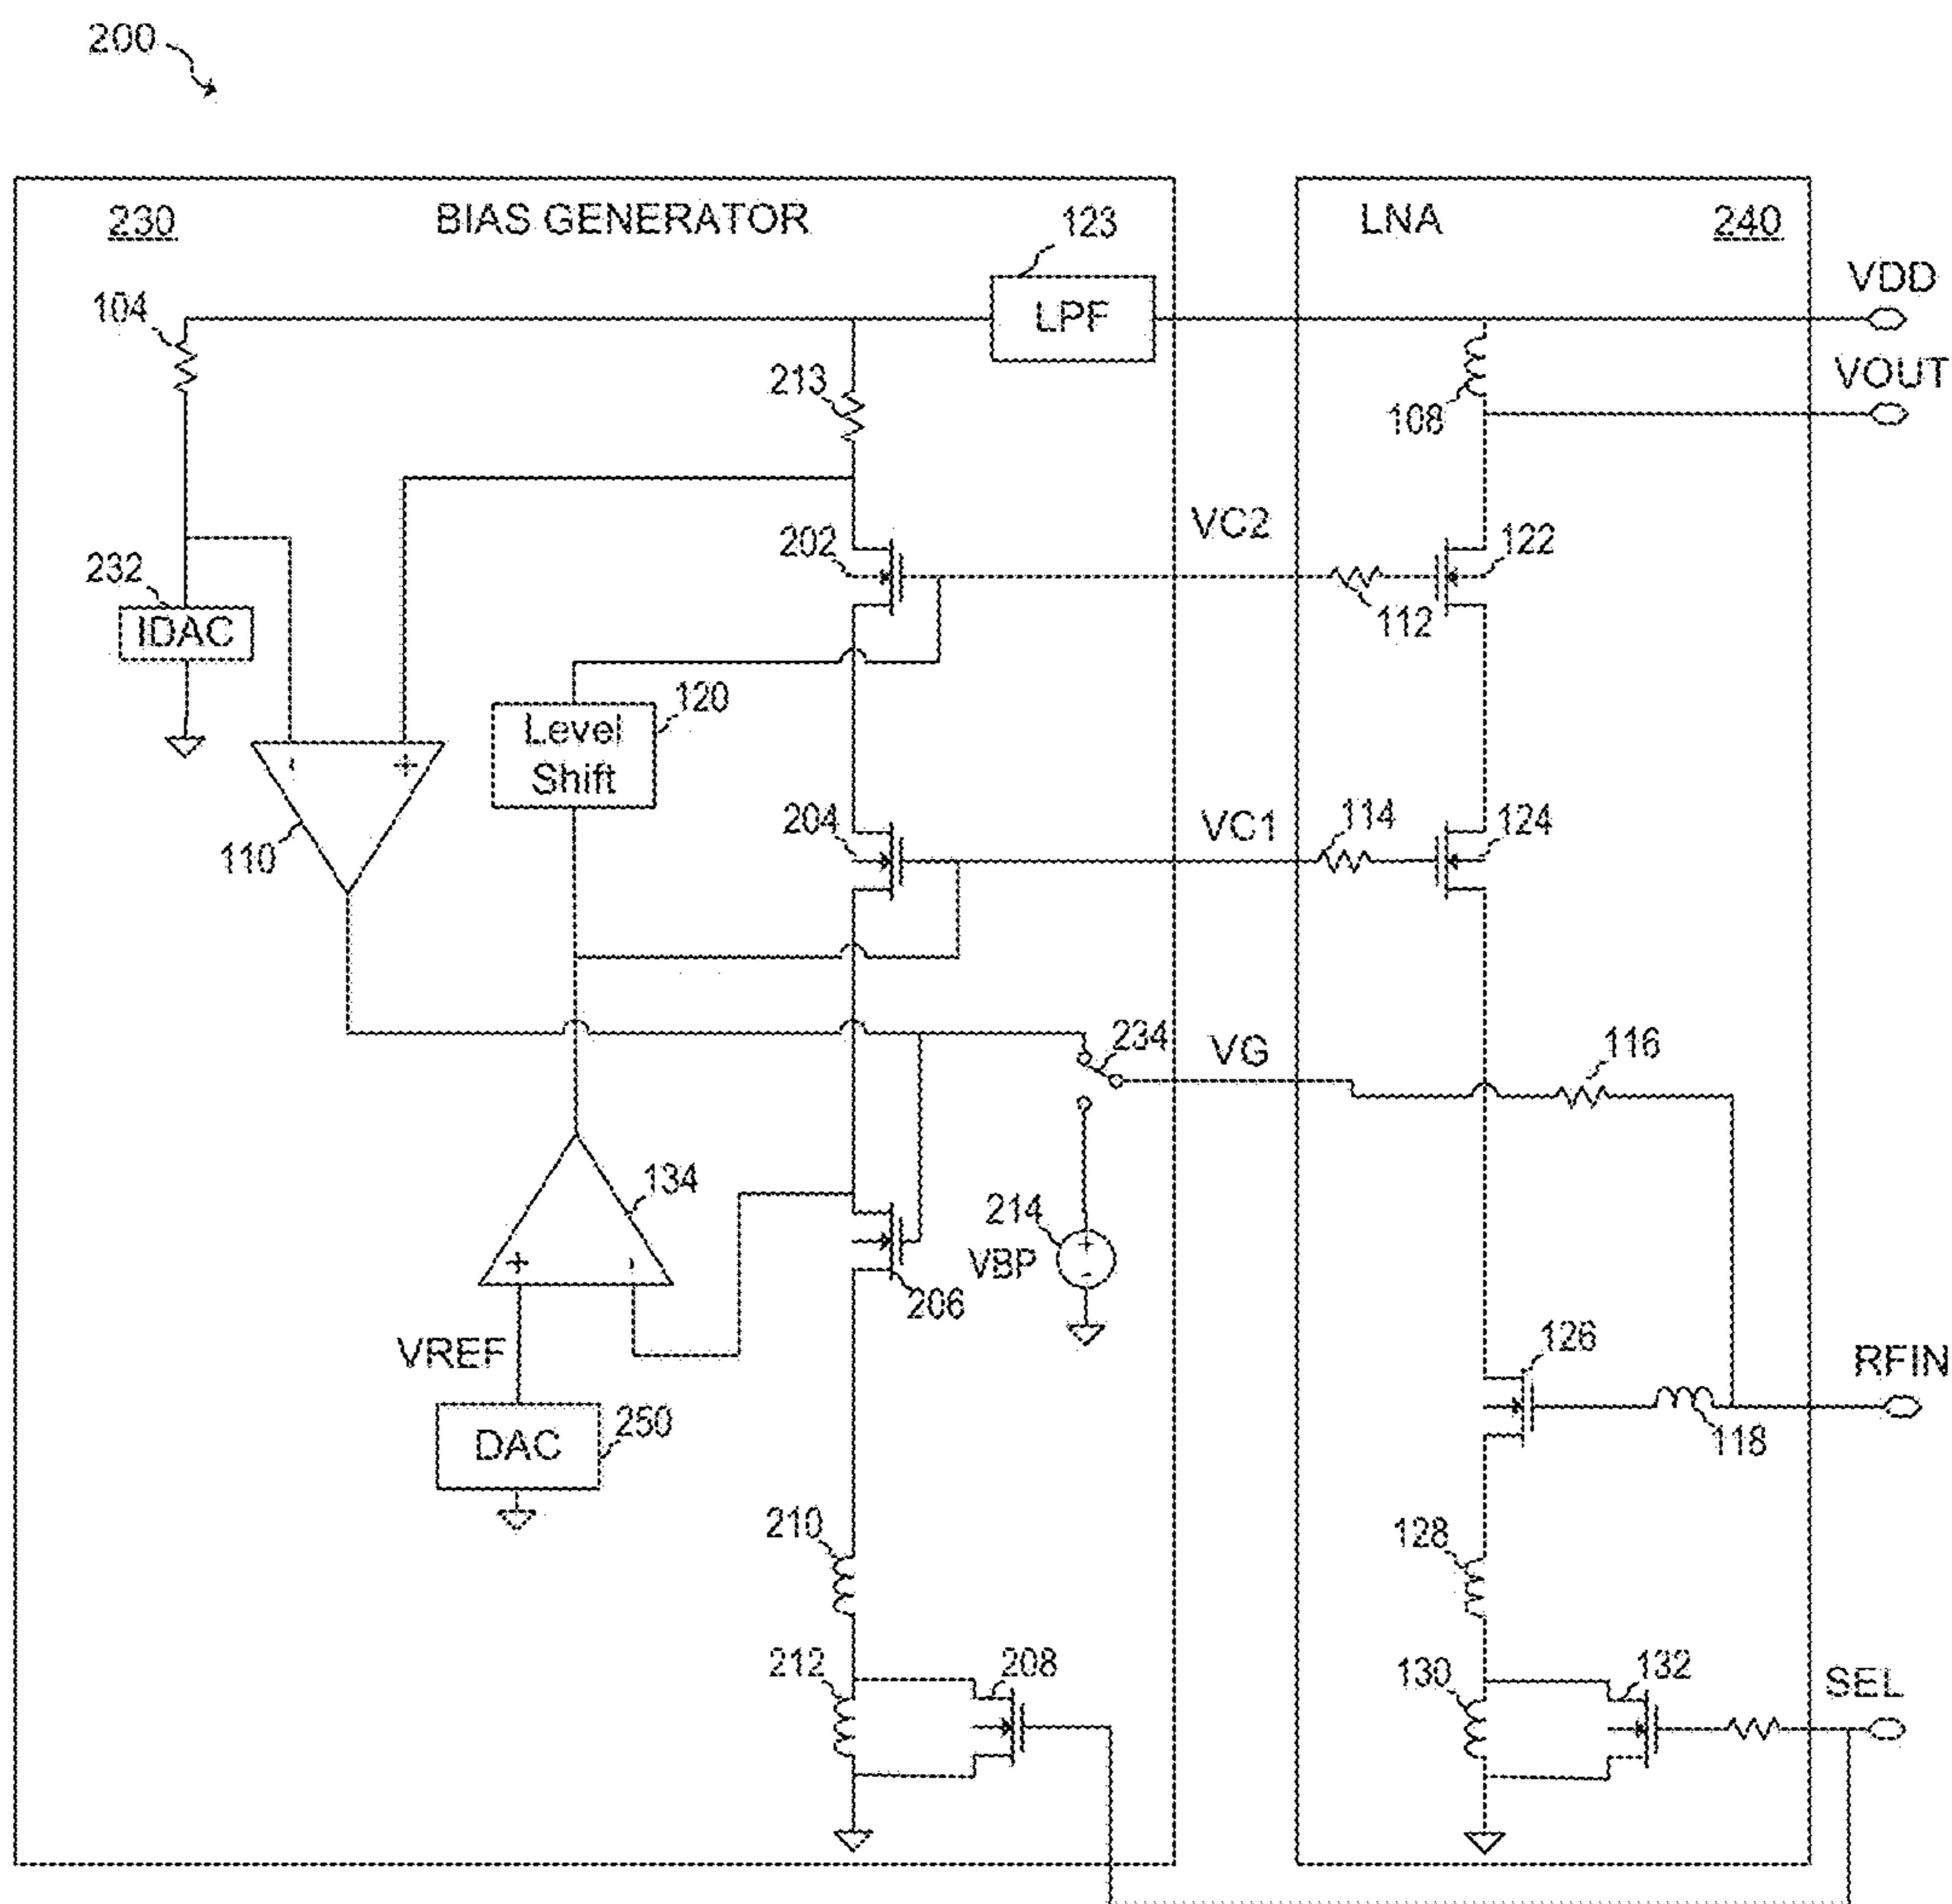 200
230 BIAS GENERATOR 123
LPF
LNA 240
VDD
VOUT
104
213
108
232
IDAC
202
VC2
112
122
- +
110
Level
Shift
120
204
VC1
114
124
234
VG
116
134
+ -
206
214
VBP
+
-
VREF
DAC
250
126
RFIN
118
210
128
212
208
130
132
SEL